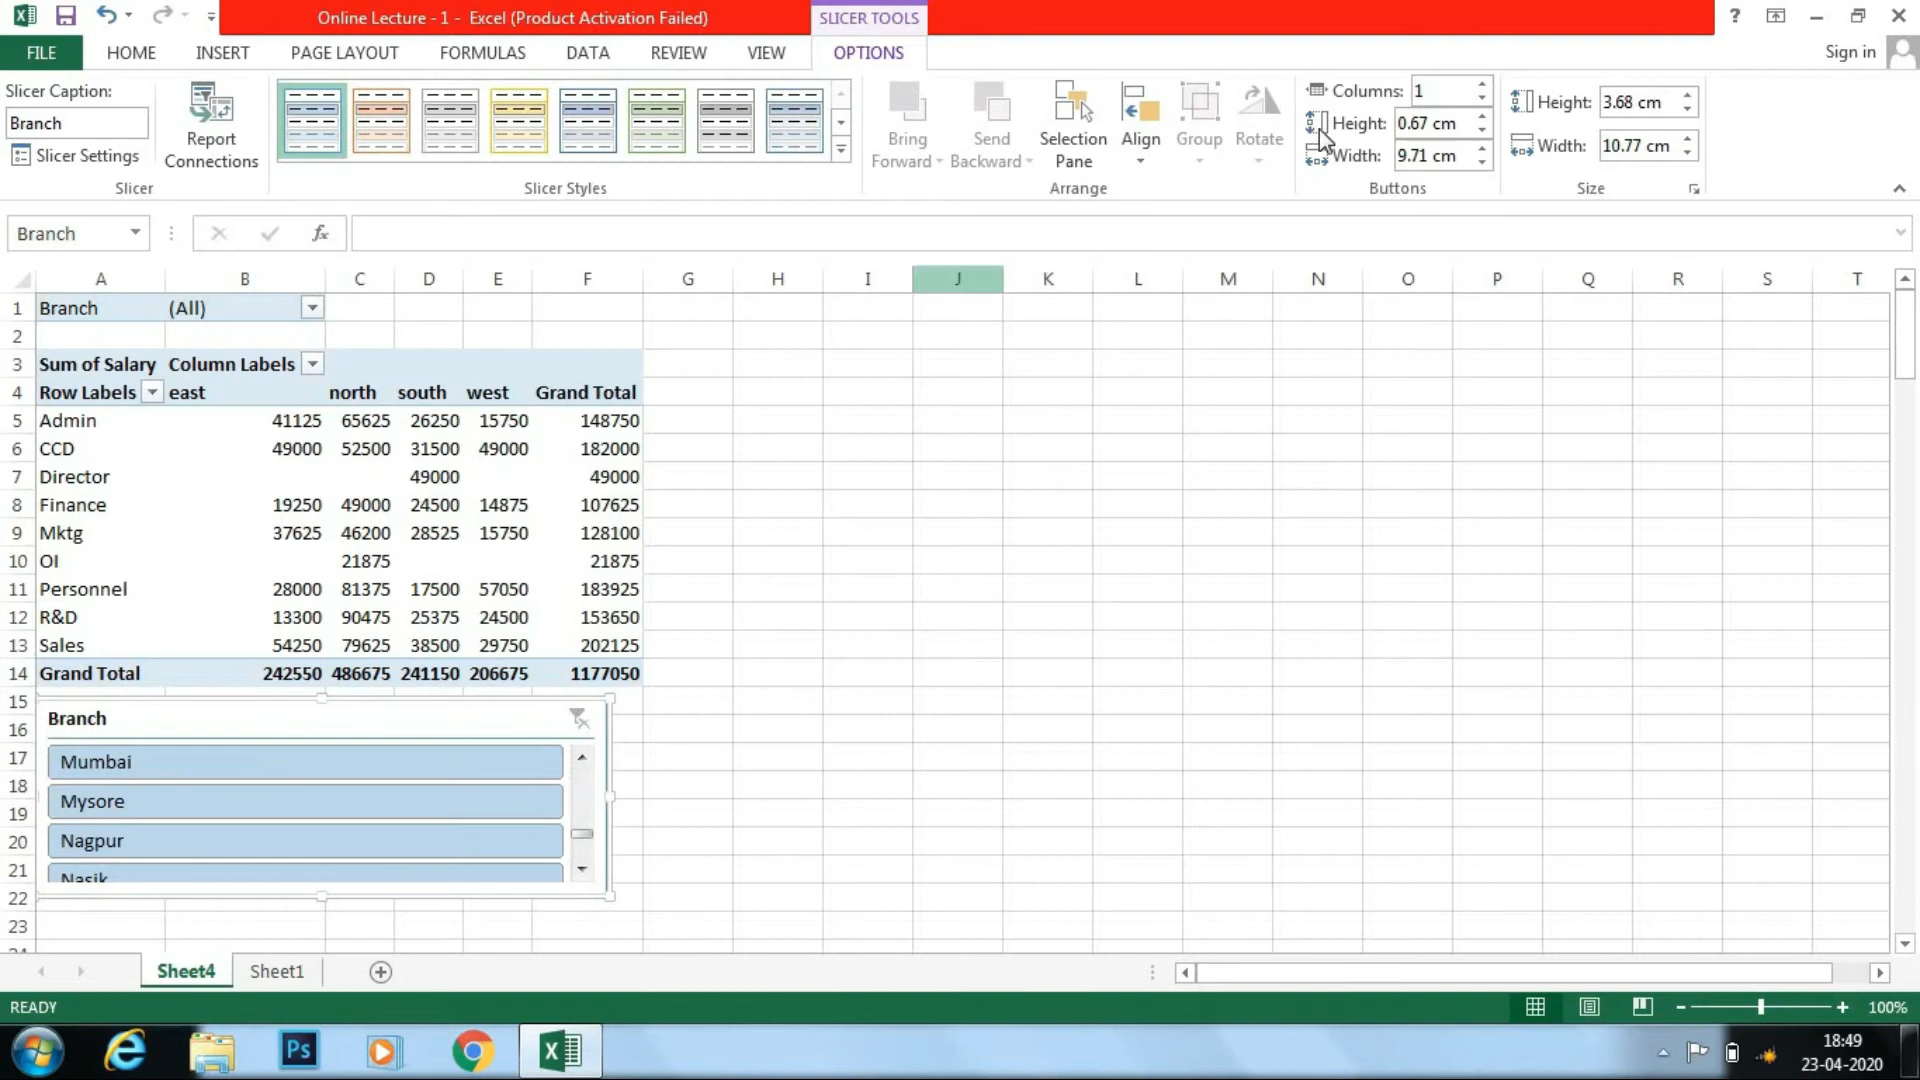 Online Lecture - 1 - Excel (Product Activation Failed)
SLICER TOOLS
?
FILE HOME INSERT PAGE LAYOUT FORMULAS DATA REVIEW VIEW OPTIONS
Sign in
Slicer Caption:
Branch
Slicer Settings
Report Connections
Slicer
Slicer Styles
Bring Forward
Send Backward
Selection Pane
Align
Group
Rotate
Arrange
Columns: 1
Height: 0.67 cm
Width: 9.71 cm
Buttons
Height: 3.68 cm
Width: 10.77 cm
Size
Branch
fx
A B C D E F G H I J K L M N O P Q R S T
1 Branch (All)
2
3 Sum of Salary Column Labels
4 Row Labels east north south west Grand Total
5 Admin 41125 65625 26250 15750 148750
6 CCD 49000 52500 31500 49000 182000
7 Director 49000 49000
8 Finance 19250 49000 24500 14875 107625
9 Mktg 37625 46200 28525 15750 128100
10 OI 21875 21875
11 Personnel 28000 81375 17500 57050 183925
12 R&D 13300 90475 25375 24500 153650
13 Sales 54250 79625 38500 29750 202125
14 Grand Total 242550 486675 241150 206675 1177050
15
16 Branch
17 Mumbai
18
19 Mysore
20 Nagpur
21 Nasik
22
23
24
Sheet4 Sheet1
READY
100%
Ps
18:49
23-04-2020